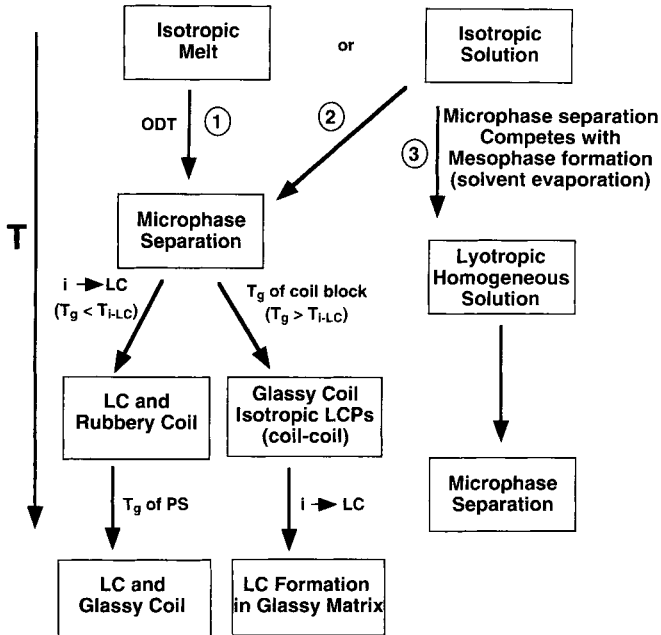 Isotropic
Melt
or
Isotropic
Solution
ODT
1
2
3
Microphase separation
Competes with
Mesophase formation
(solvent evaporation)
Microphase
Separation
T
i → LC
(Tg < Ti-LC)
Tg of coil block
(Tg > Ti-LC)
Lyotropic
Homogeneous
Solution
LC and
Rubbery Coil
Glassy Coil
Isotropic LCPs
(coil-coil)
Tg of PS
i → LC
Microphase
Separation
LC and
Glassy Coil
LC Formation
in Glassy Matrix